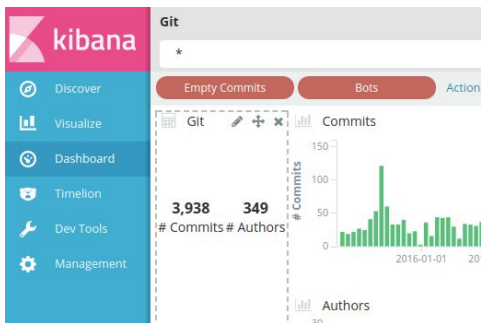 kibana
Discover
Visualize
Dashboard
Timelion
Dev Tools
Management
Git
*
Empty Commits
Bots
Action
Git
3,938
# Commits
349
# Authors
Commits
# Commits
150
100
50
0
2016-01-01
201
Authors
30